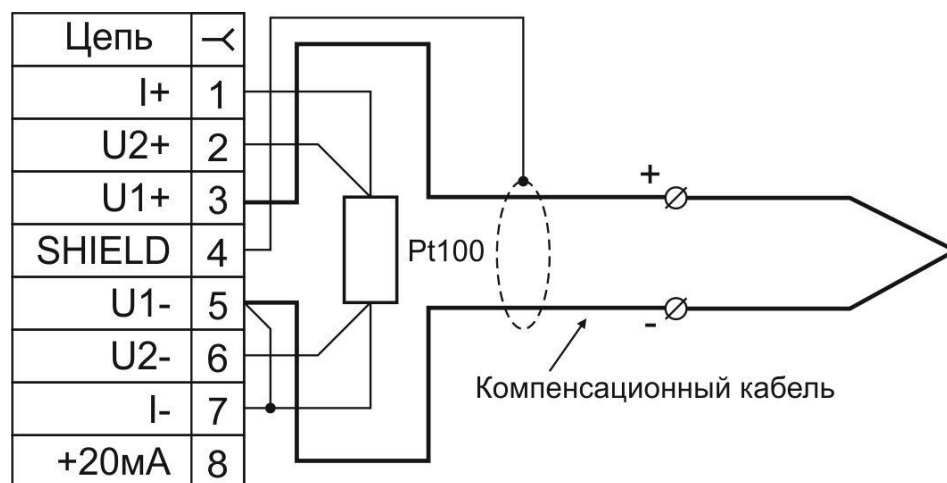 Цепь
I+ 1
U2+ 2
U1+ 3
SHIELD 4
U1- 5
U2- 6
I- 7
+20мА 8
Pt100
+
-
Компенсационный кабель